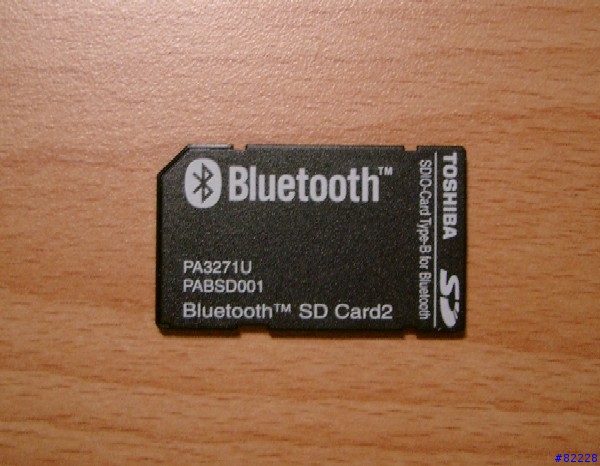 Bluetooth™
PA3271U
PABSD001
Bluetooth™ SD Card2
TOSHIBA
SDIO-Card Type-B for Bluetooth
SD
#82228